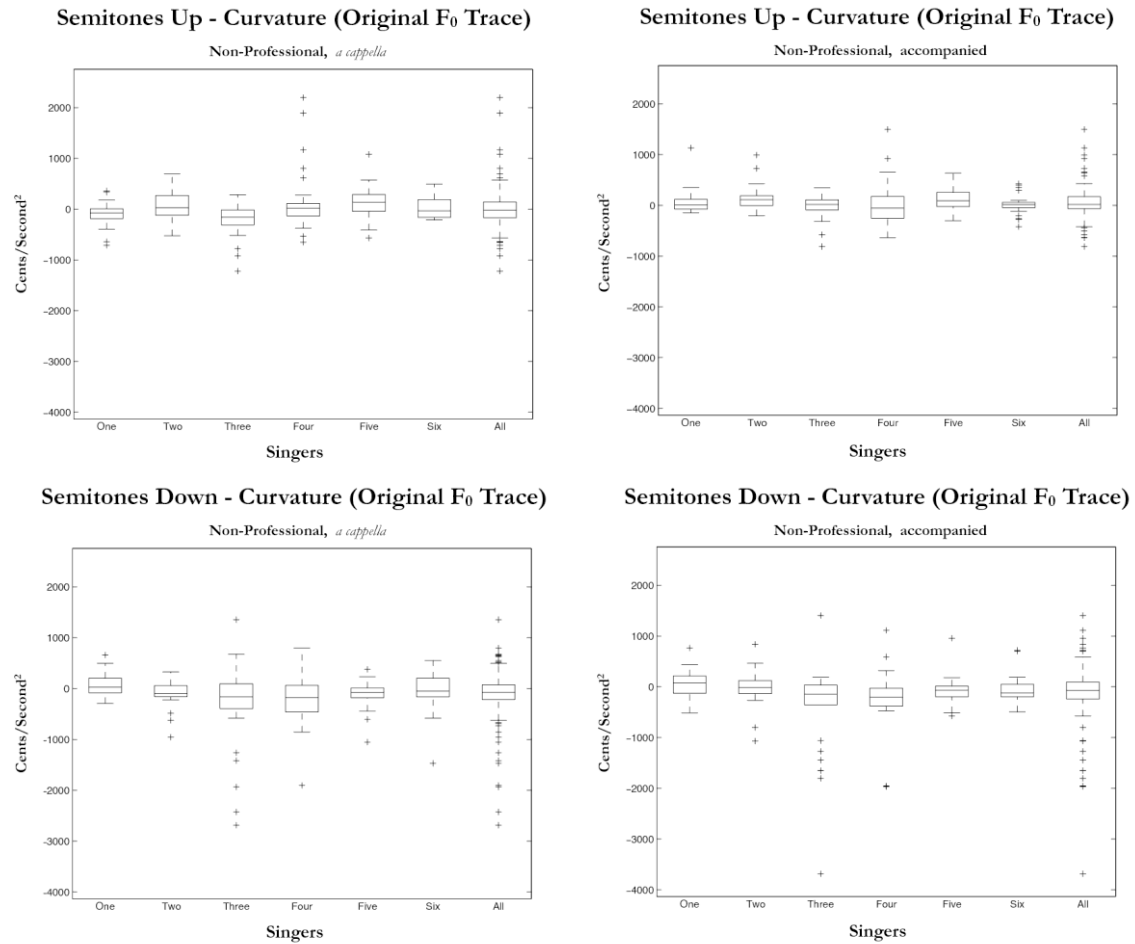 Semitones Up - Curvature (Original F₀ Trace)
Non-Professional, a cappella
Cents/Second²
2000
1000
0
−1000
−2000
−3000
−4000
One Two Three Four Five Six All
Singers
Semitones Up - Curvature (Original F₀ Trace)
Non-Professional, accompanied
Cents/Second²
2000
1000
0
−1000
−2000
−3000
−4000
One Two Three Four Five Six All
Singers
Semitones Down - Curvature (Original F₀ Trace)
Non-Professional, a cappella
Cents/Second²
2000
1000
0
−1000
−2000
−3000
−4000
One Two Three Four Five Six All
Singers
Semitones Down - Curvature (Original F₀ Trace)
Non-Professional, accompanied
Cents/Second²
2000
1000
0
−1000
−2000
−3000
−4000
One Two Three Four Five Six All
Singers